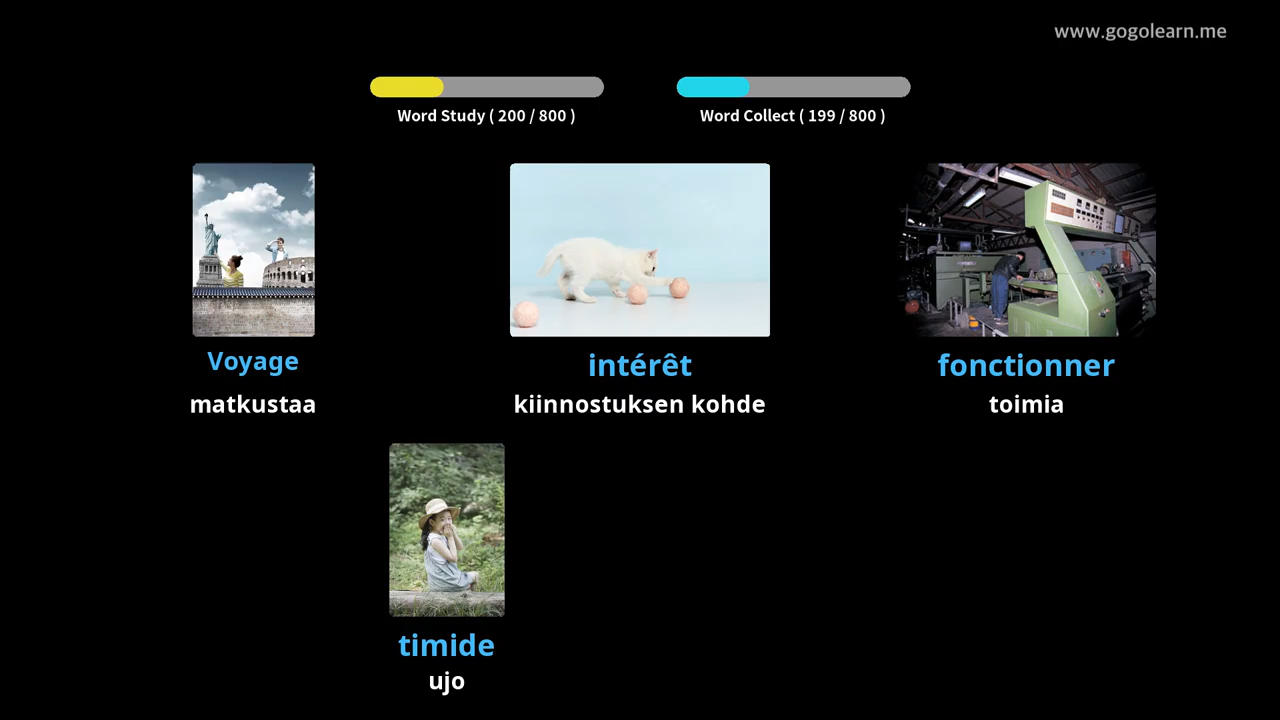 www.gogolearn.me
Word Study ( 200 / 800 )
Word Collect ( 199 / 800 )
Voyage
intérêt
fonctionner
matkustaa
kiinnostuksen kohde
toimia
timide
ujo